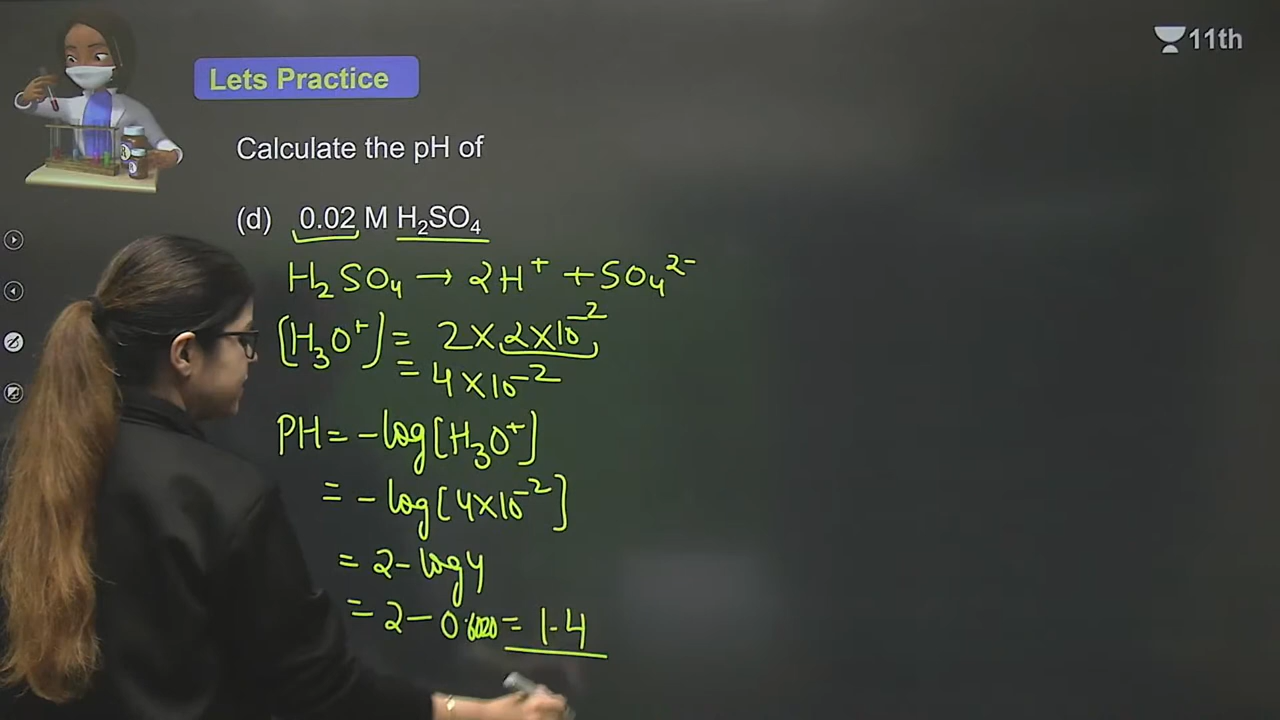 11th
Lets Practice
Calculate the pH of
(d) 0.02 M H₂SO₄
H₂SO₄ → 2H⁺ + SO₄²⁻
[H₃O⁺] = 2×2×10⁻²
= 4×10⁻²
PH = -log[H₃O⁺]
= -log[4×10⁻²]
= 2-log4
= 2-0.6020 = 1.4